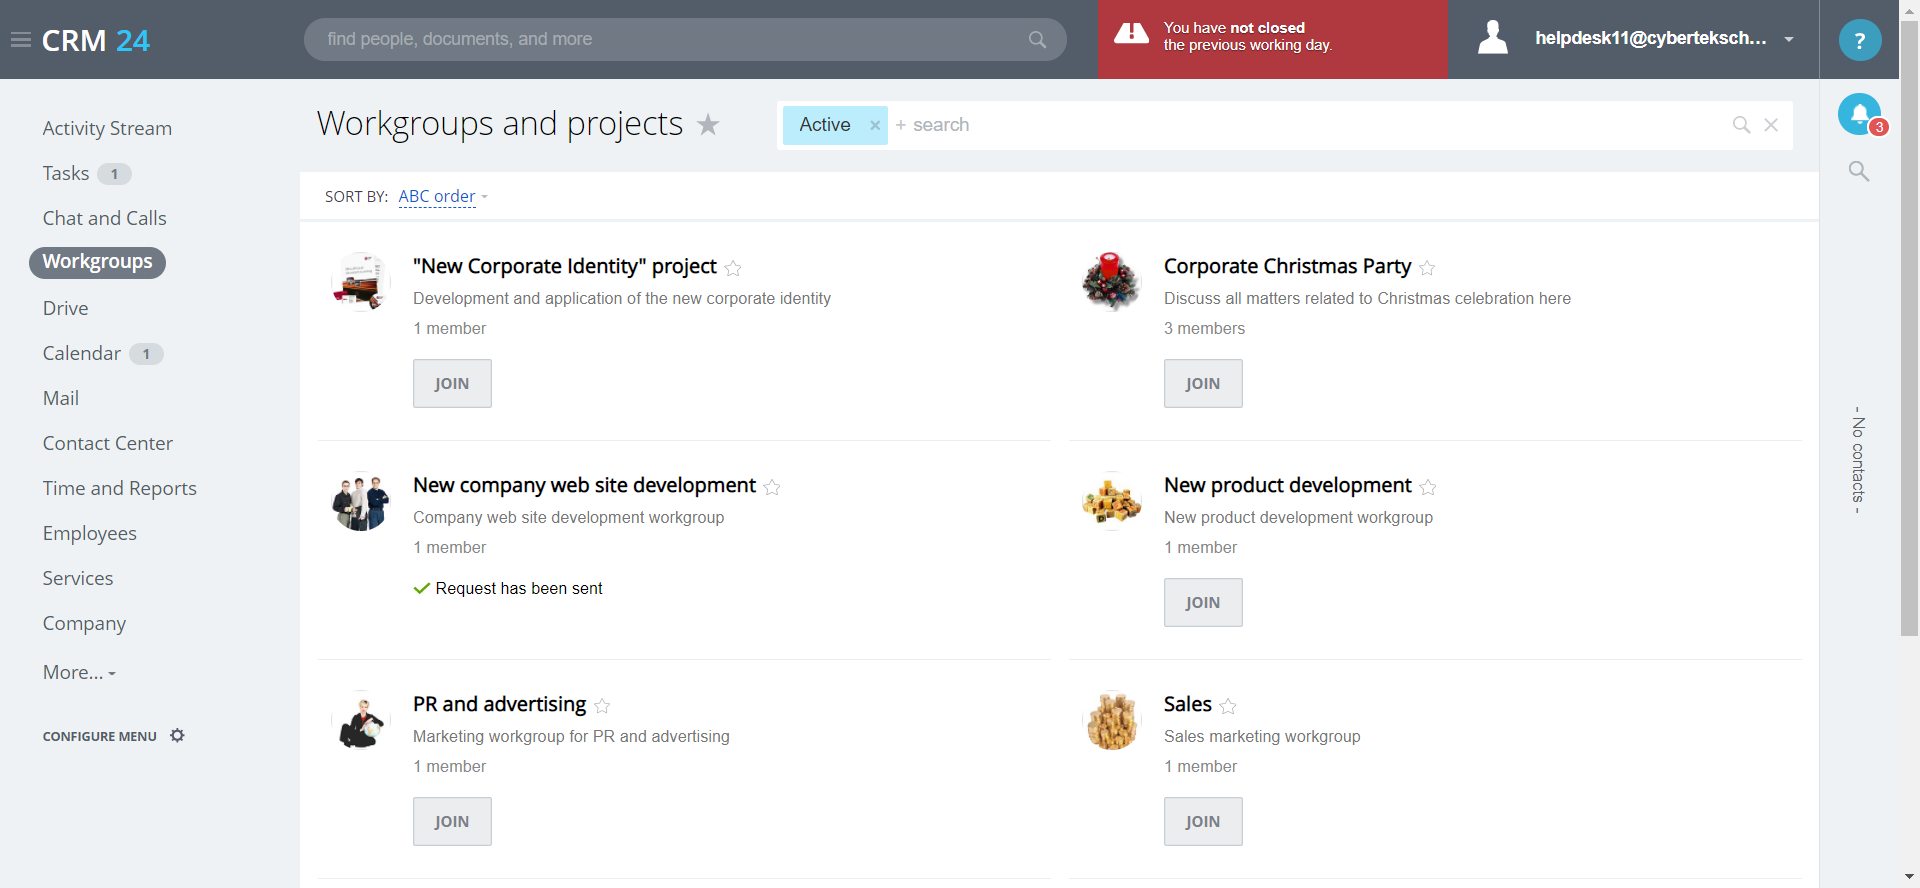 CRM 24
find people, documents, and more
You have not closed
the previous working day.
helpdesk11@cyberteksch...
?
Activity Stream
Tasks 1
Chat and Calls
Workgroups
Drive
Calendar 1
Mail
Contact Center
Time and Reports
Employees
Services
Company
More...
CONFIGURE MENU
Workgroups and projects
Active × + search
3
SORT BY: ABC order
"New Corporate Identity" project
Development and application of the new corporate identity
1 member
JOIN
Corporate Christmas Party
Discuss all matters related to Christmas celebration here
3 members
JOIN
New company web site development
Company web site development workgroup
1 member
Request has been sent
New product development
New product development workgroup
1 member
JOIN
PR and advertising
Marketing workgroup for PR and advertising
1 member
JOIN
Sales
Sales marketing workgroup
1 member
JOIN
- No contacts -